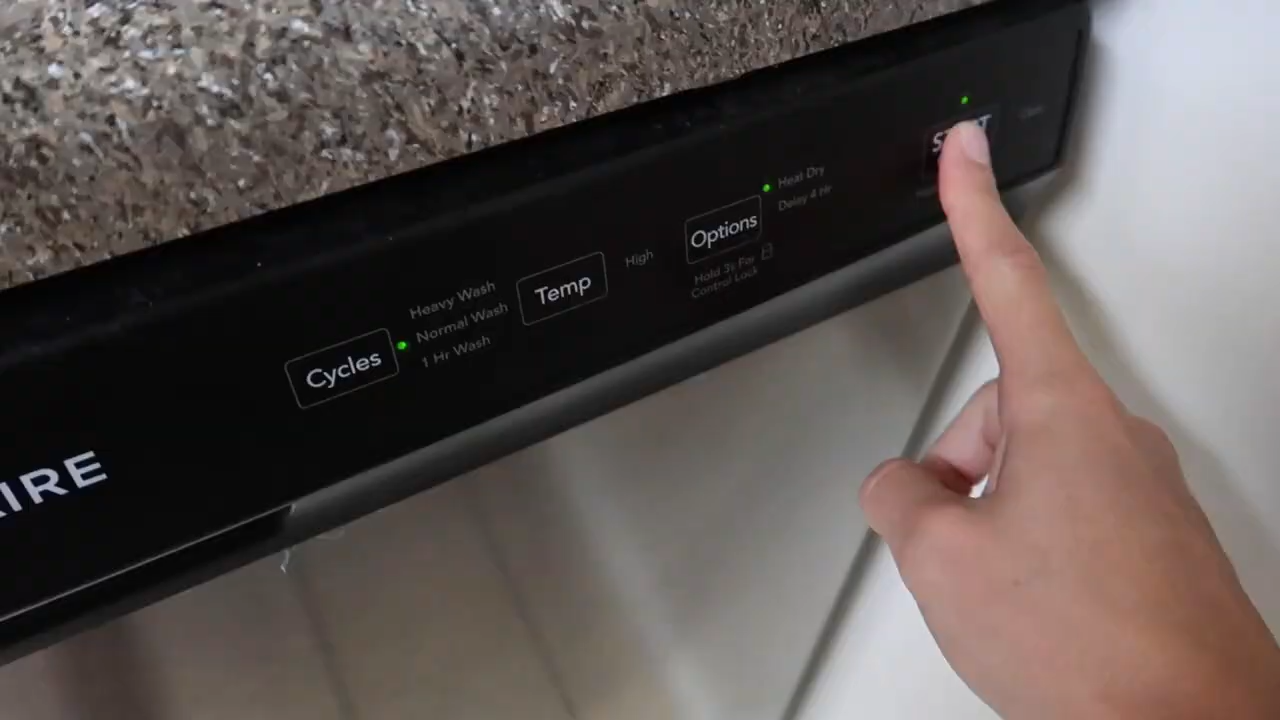 IRE
Cycles
Heavy Wash
Normal Wash
1 Hr Wash
Temp
High
Options
Heat Dry
Delay 4 Hr
Hold 3s For
Control Lock